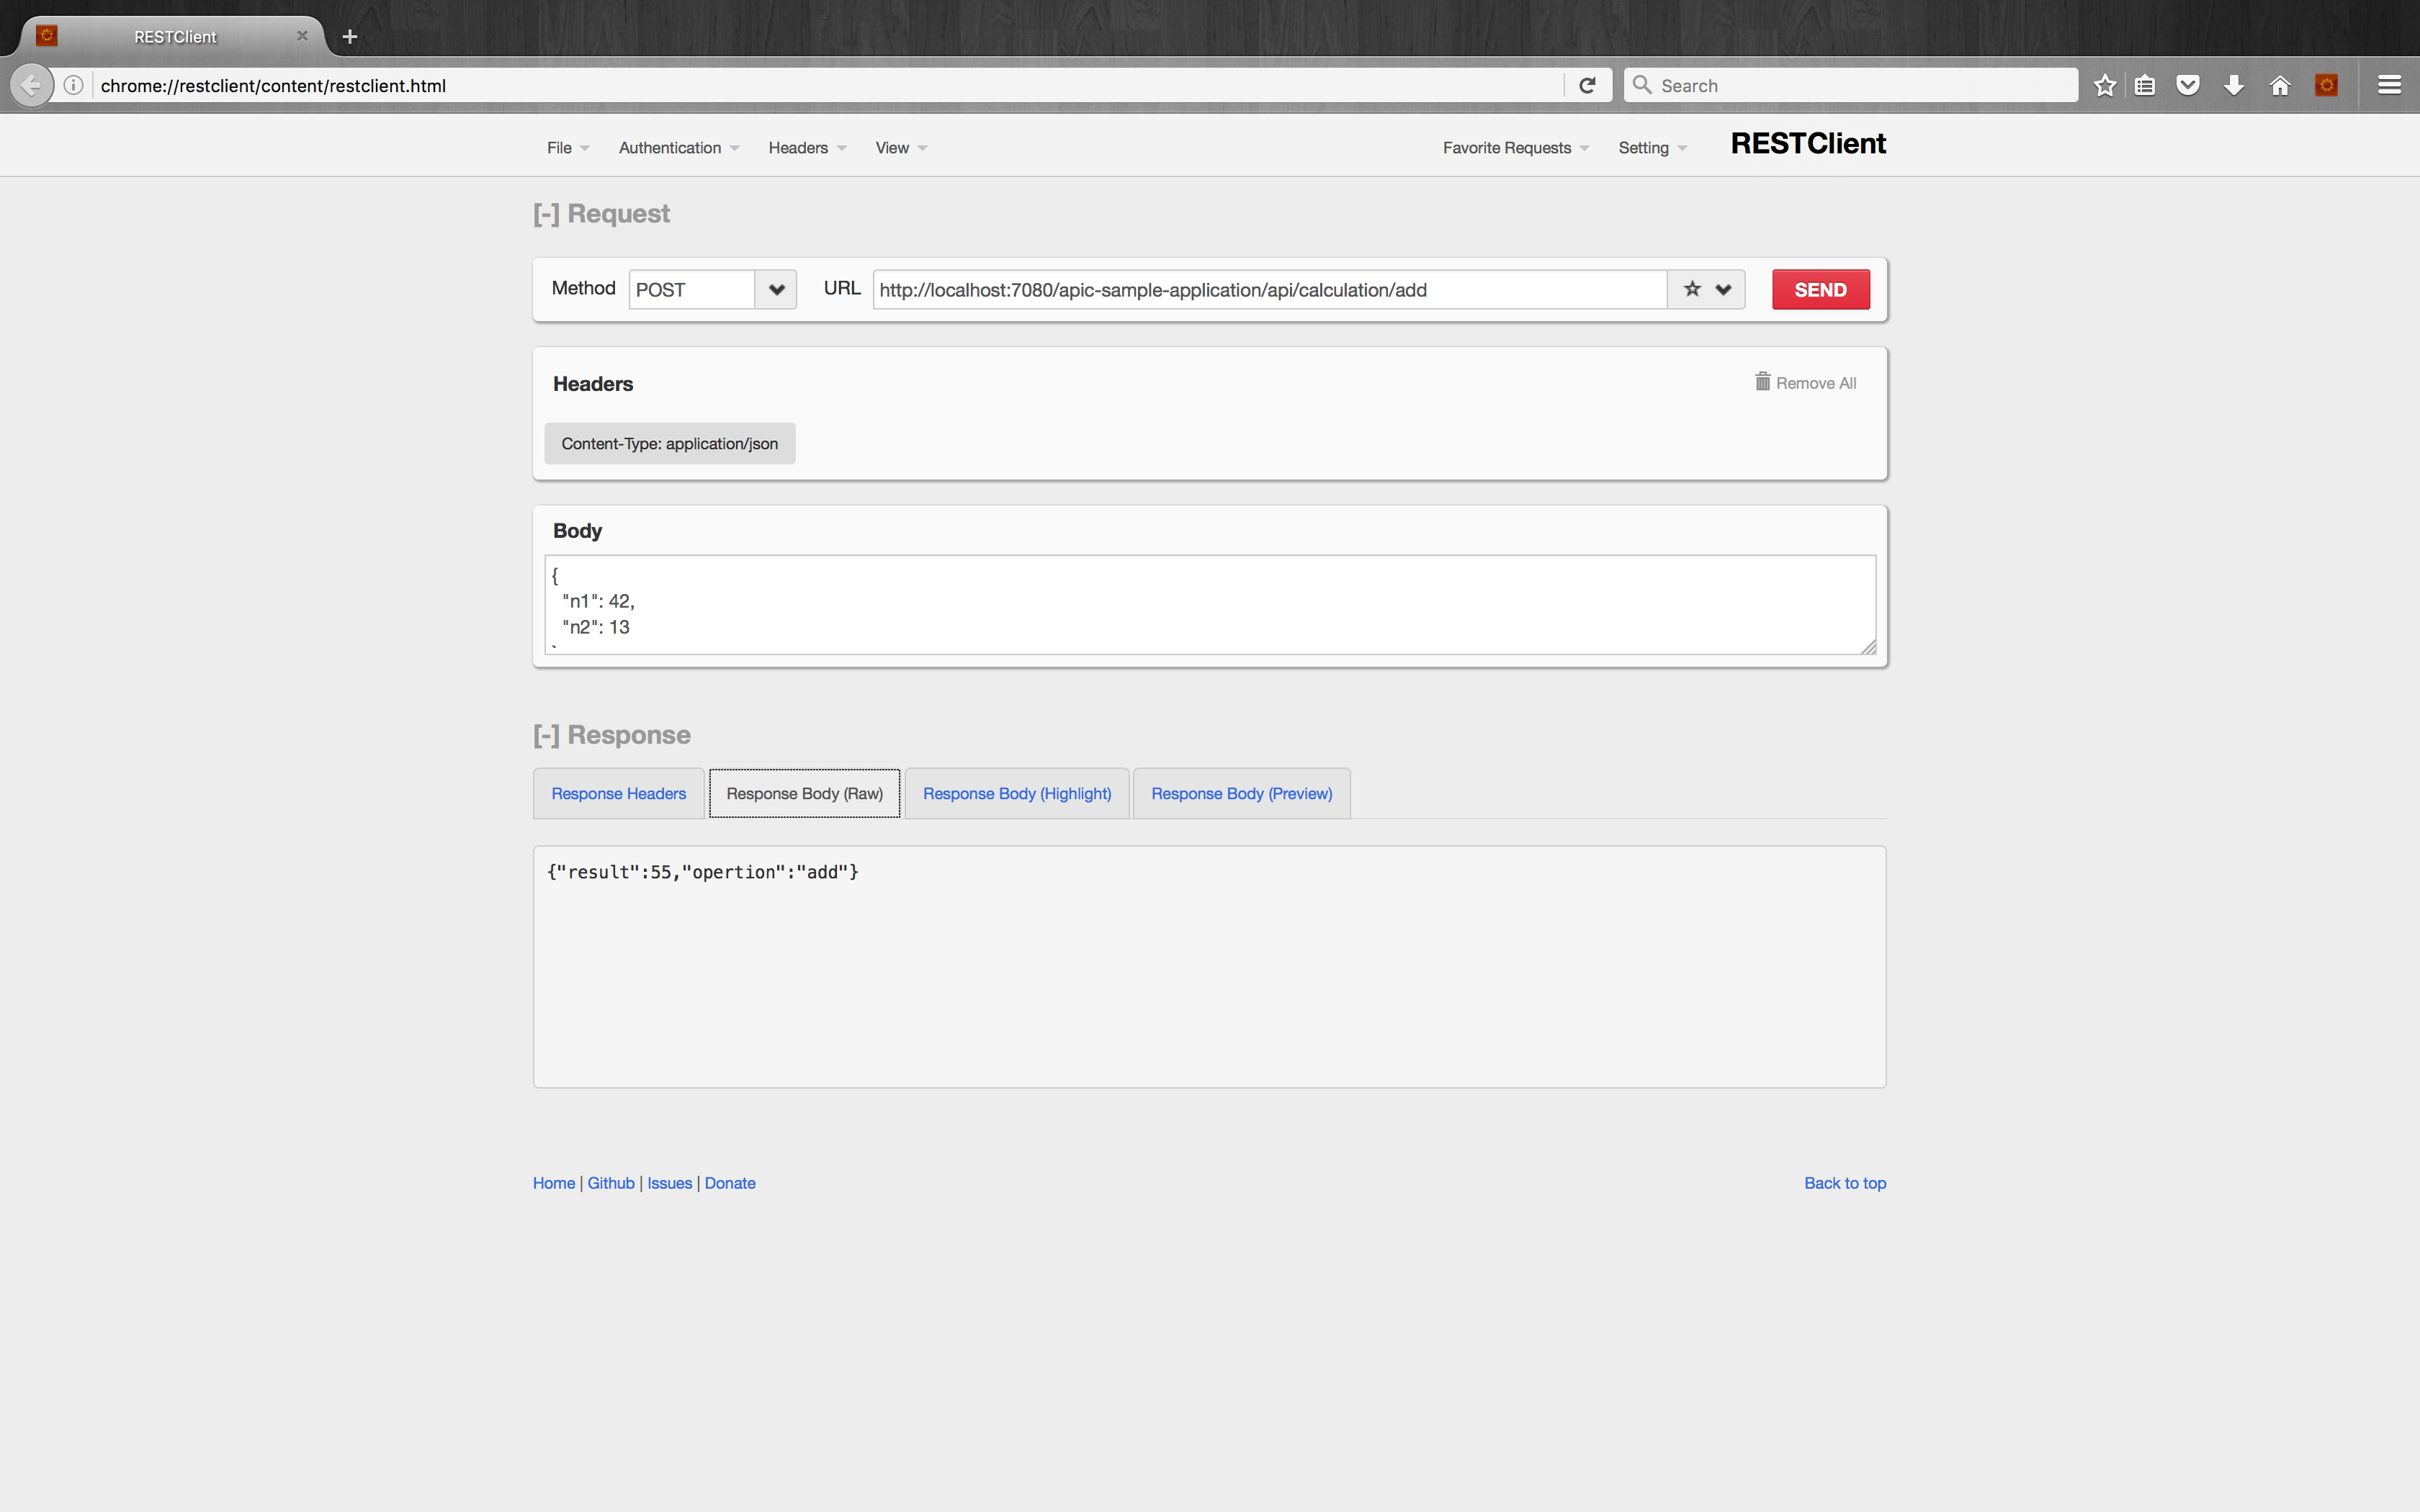 RESTClient
chrome://restclient/content/restclient.html
Search
File
Authentication
Headers
View
Favorite Requests
Setting
RESTClient
[-] Request
Method
POST
URL
http://localhost:7080/apic-sample-application/api/calculation/add
SEND
Headers
Remove All
Content-Type: application/json
Body
{
"n1": 42,
"n2": 13
[-] Response
Response Headers
Response Body (Raw)
Response Body (Highlight)
Response Body (Preview)
{"result":55,"opertion":"add"}
Home | Github | Issues | Donate
Back to top